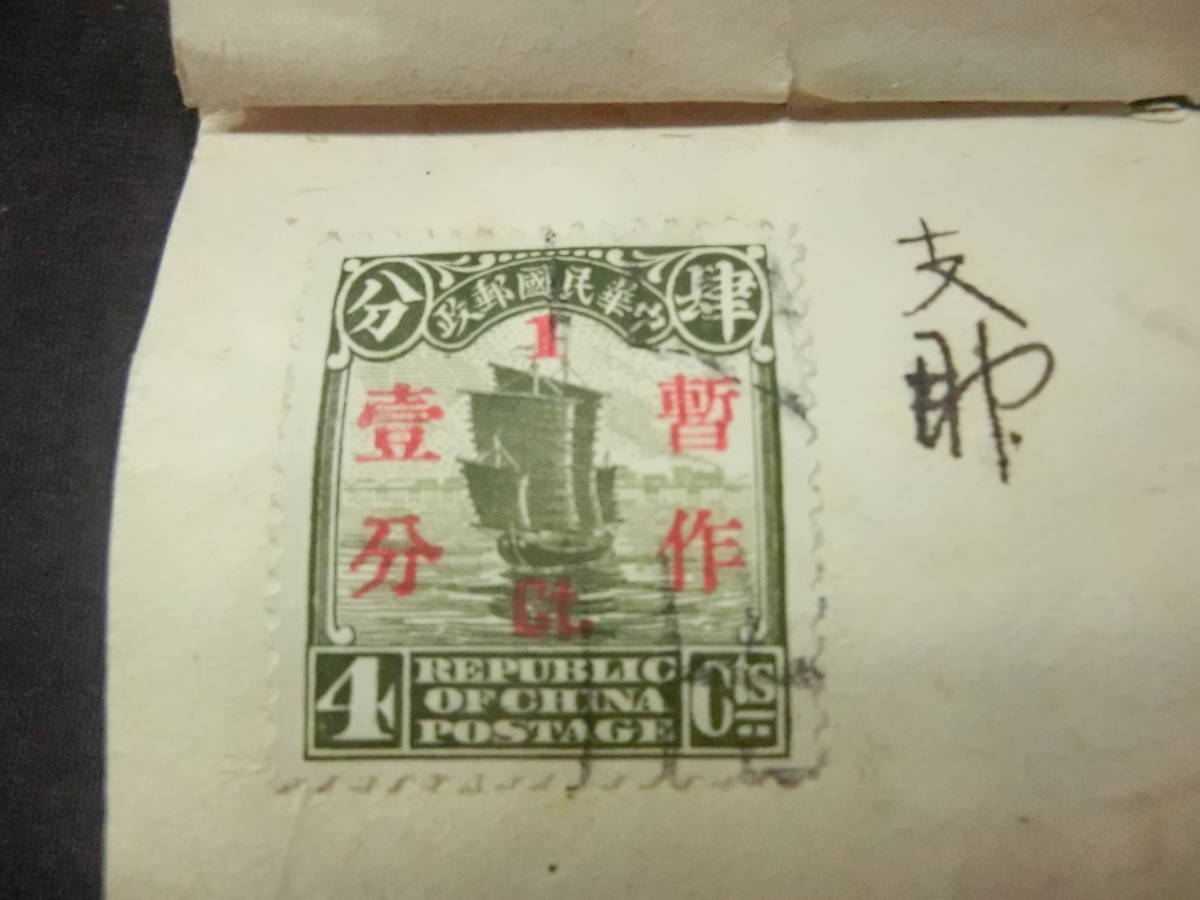 肆 中華民國郵政 分
1
暫作
壹分
Ct.
4 REPUBLIC Cts
OF CHINA
POSTAGE
支那